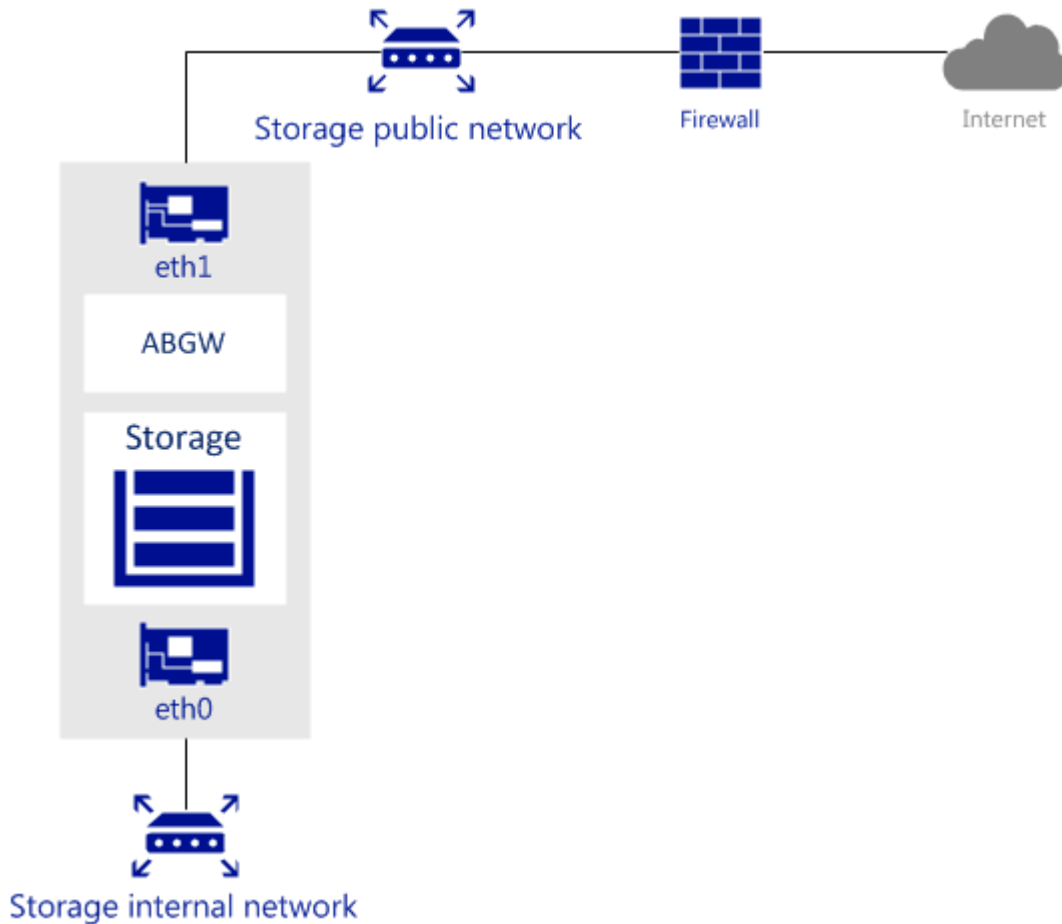 Storage public network
Firewall
Internet
eth1
ABGW
Storage
eth0
Storage internal network